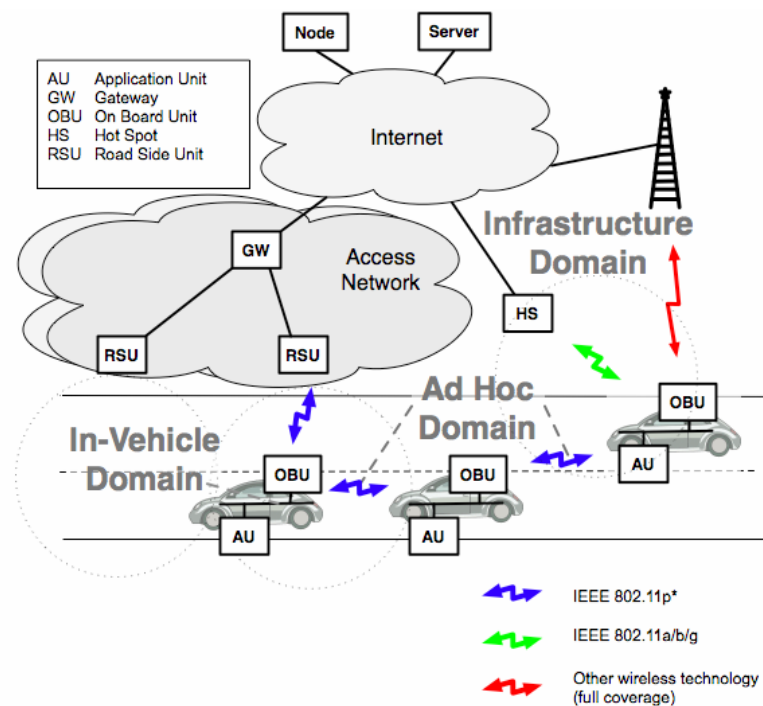 Node
Server
AU Application Unit
GW Gateway
OBU On Board Unit
HS Hot Spot
RSU Road Side Unit
Internet
Infrastructure
Domain
GW
Access
Network
HS
RSU
RSU
Ad Hoc
Domain
OBU
In-Vehicle
Domain
OBU
OBU
AU
AU
AU
IEEE 802.11p*
IEEE 802.11a/b/g
Other wireless technology
(full coverage)